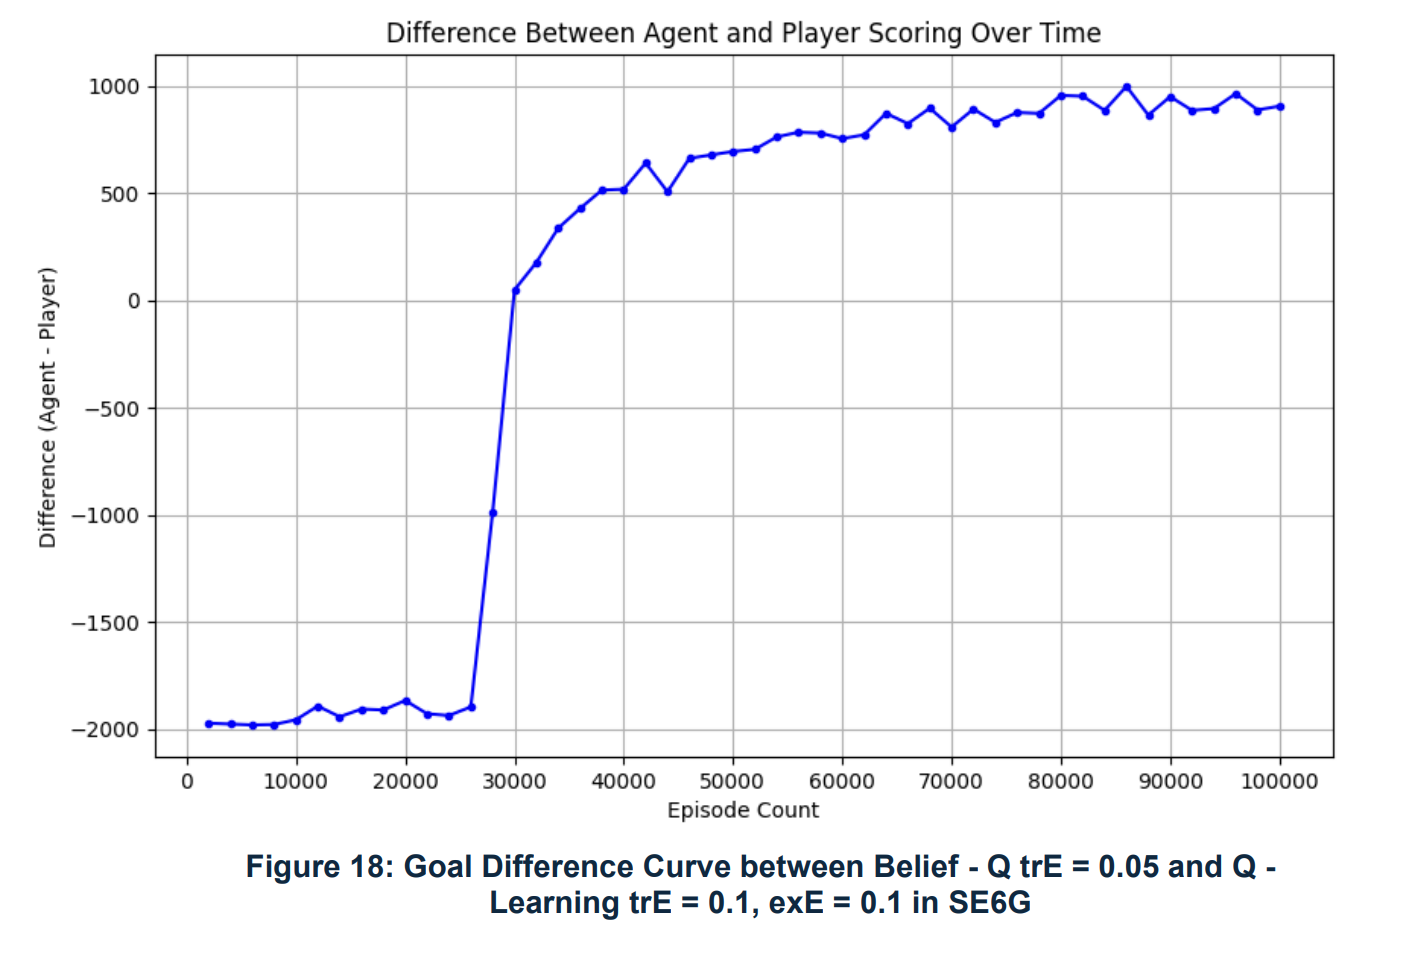 Difference Between Agent and Player Scoring Over Time
1000
500
0
−500
−1000
−1500
−2000
Difference (Agent - Player)
0 10000 20000 30000 40000 50000 60000 70000 80000 90000 100000
Episode Count
Figure 18: Goal Difference Curve between Belief - Q trE = 0.05 and Q -
Learning trE = 0.1, exE = 0.1 in SE6G